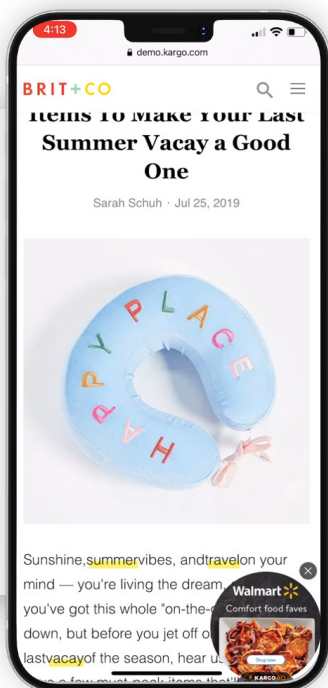 4:13
demo.kargo.com
BRIT+CO
Items To Make Your Last
Summer Vacay a Good
One
Sarah Schuh · Jul 25, 2019
HAPPY PLACE
Sunshine,summervibes, andtravelon your
mind — you're living the dream.
you've got this whole "on-the-
down, but before you jet off o
lastvacayof the season, hear u
Walmart
Comfort food faves
Shop now
KARGO